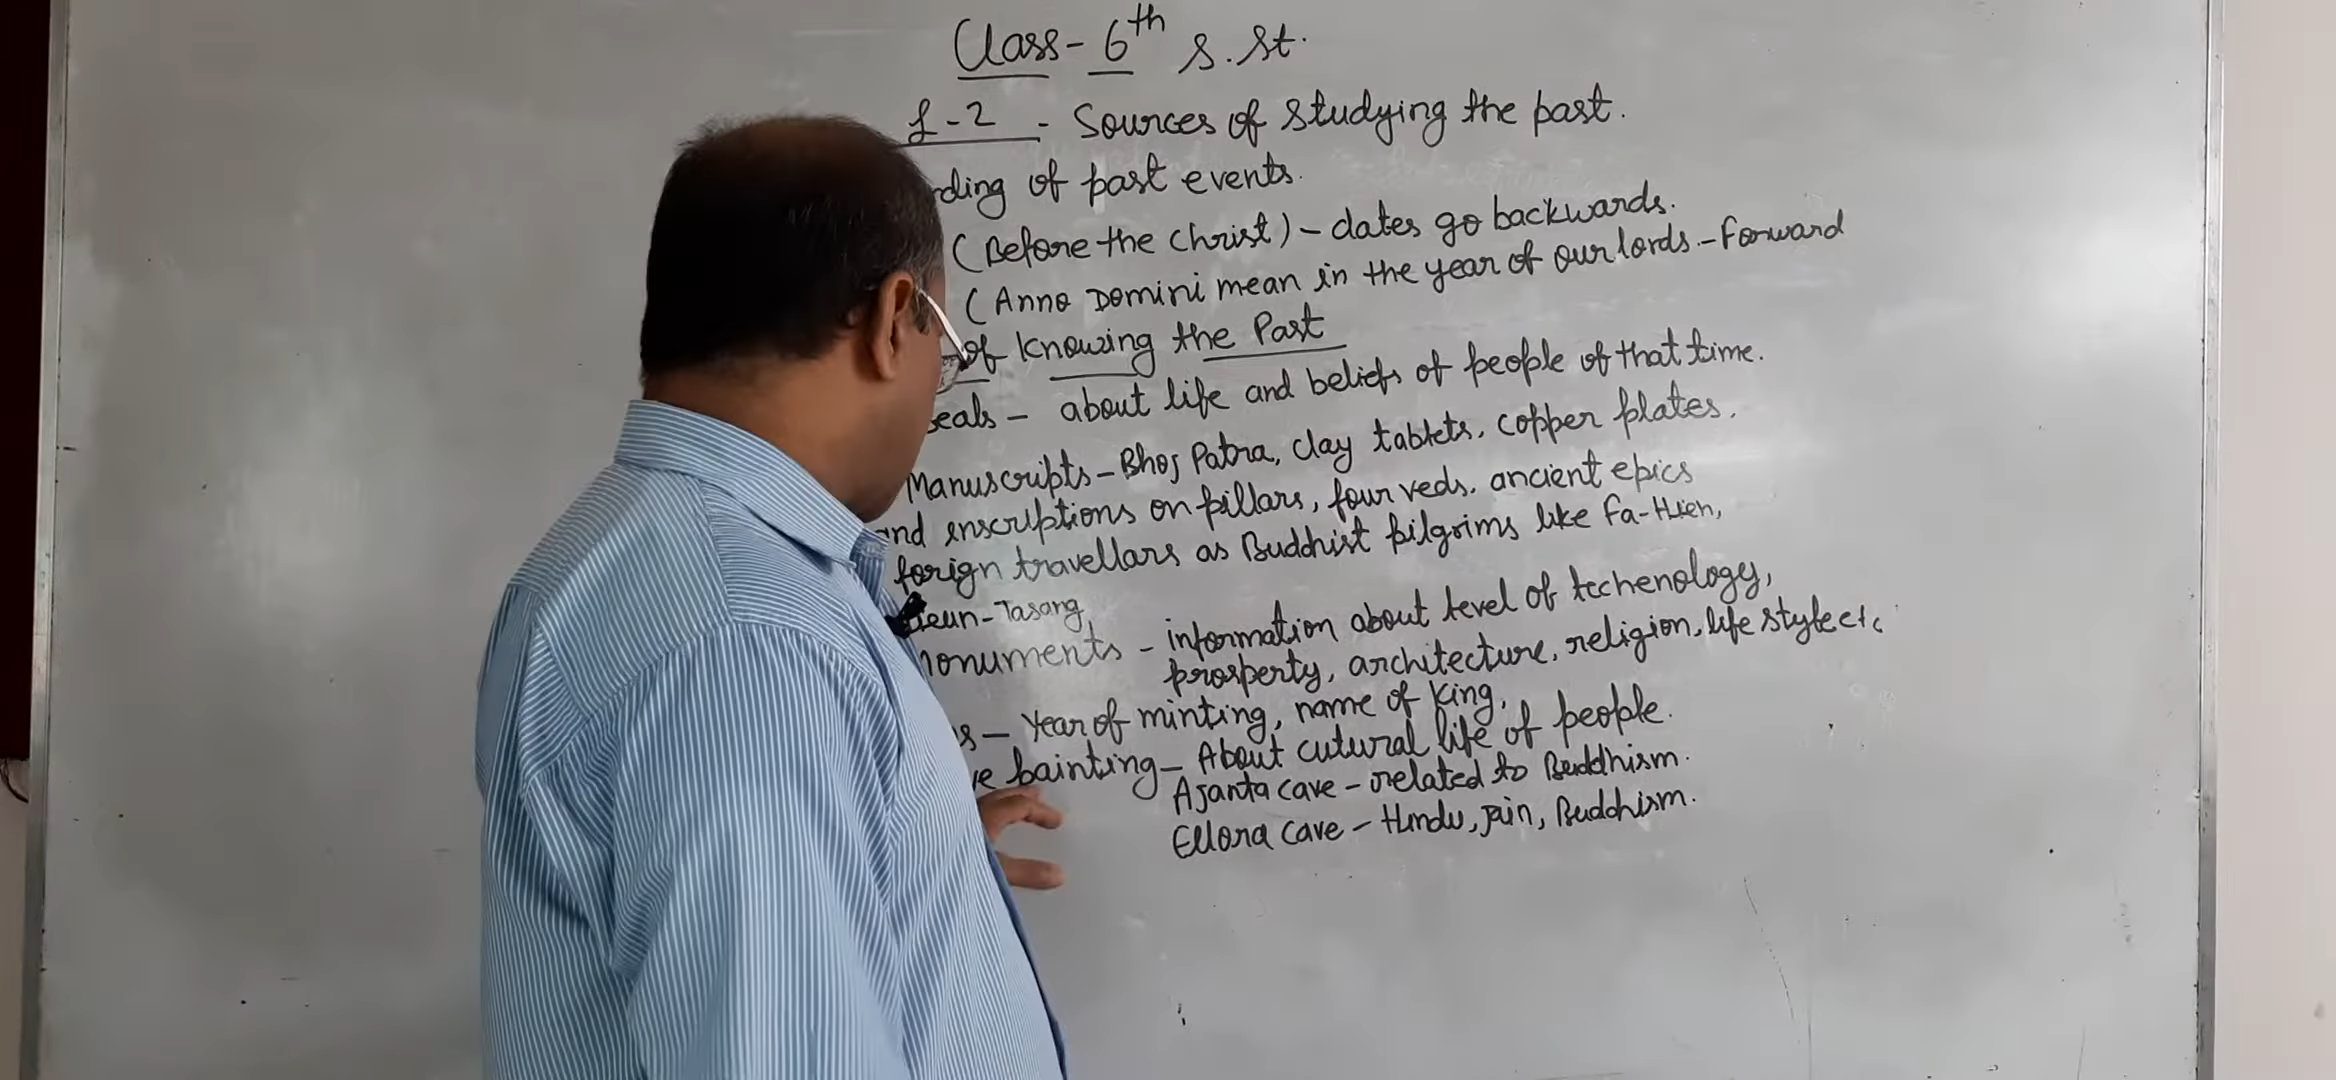 Class - 6th S. St.
L-2 - Sources of studying the past.
ding of past events.
(Before the Christ) - dates go backwards.
(Anno Domini mean in the year of our lords. - Forward
of Knowing the Past
seals - about life and beliefs of people of that time.
Manuscripts - Bhoj Patra, clay tablets, copper plates.
and inscriptions on pillars, four veds, ancient epics
forign travellars as Buddhist pilgrims like Fa-Hien,
ieun-Tasang
monuments - information about level of techenology,
prosperty, architecture, religion, life style etc
s - Year of minting, name of King,
ve painting - About cutural life of people.
Ajanta cave - related to Buddhism.
Ellora cave - Hindu, Jain, Buddhism.